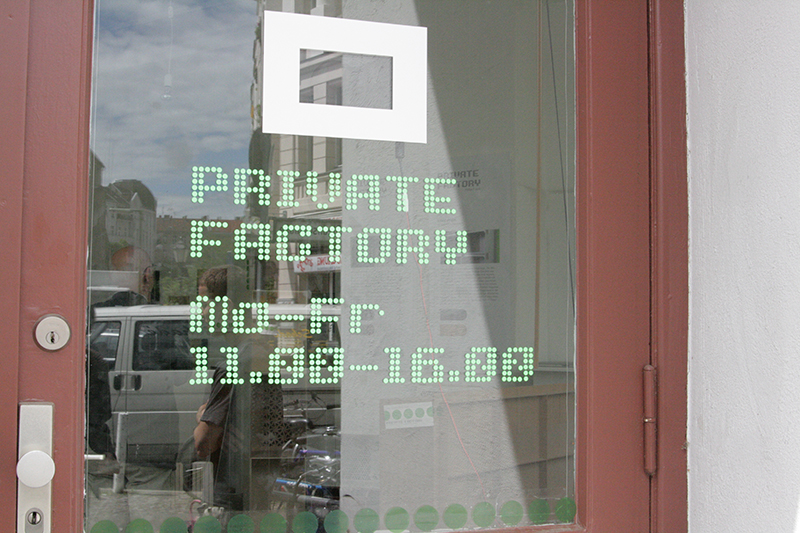 PRIVATE
FACTORY
Mo-Fr
11.00-16.00